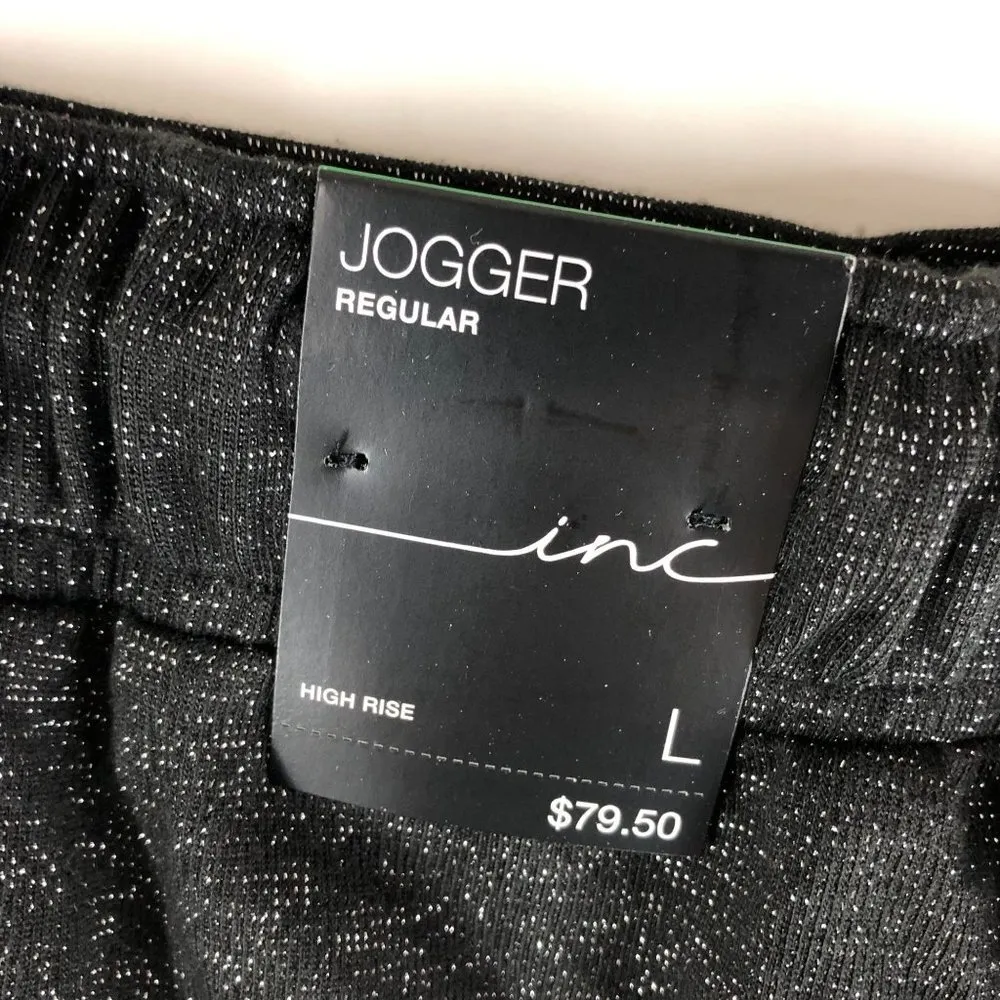 JOGGER
REGULAR
inc
HIGH RISE
L
$79.50